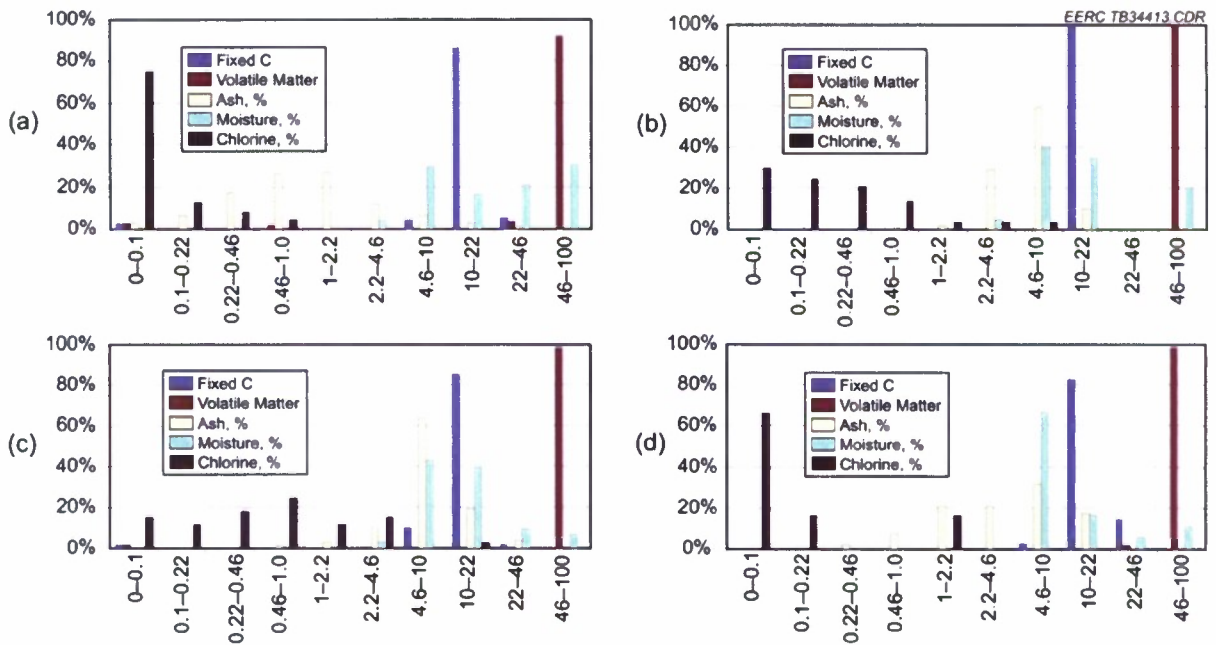 EERC TB34413.CDR
(a)
100%
80%
60%
40%
20%
0%
Fixed C
Volatile Matter
Ash, %
Moisture, %
Chlorine, %
0–0.1
0.1–0.22
0.22–0.46
0.46–1.0
1–2.2
2.2–4.6
4.6–10
10–22
22–46
46–100
(b)
100%
80%
60%
40%
20%
0%
Fixed C
Volatile Matter
Ash, %
Moisture, %
Chlorine, %
0–0.1
0.1–0.22
0.22–0.46
0.46–1.0
1–2.2
2.2–4.6
4.6–10
10–22
22–46
46–100
(c)
100%
80%
60%
40%
20%
0%
Fixed C
Volatile Matter
Ash, %
Moisture, %
Chlorine, %
0–0.1
0.1–0.22
0.22–0.46
0.46–1.0
1–2.2
2.2–4.6
4.6–10
10–22
22–46
46–100
(d)
100%
80%
60%
40%
20%
0%
Fixed C
Volatile Matter
Ash, %
Moisture, %
Chlorine, %
0–0.1
0.1–0.22
0.22–0.46
0.46–1.0
1–2.2
2.2–4.6
4.6–10
10–22
22–46
46–100